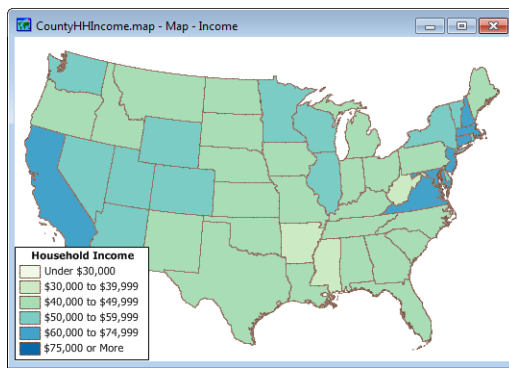 CountyHHIncome.map - Map - Income
Household Income
Under $30,000
$30,000 to $39,999
$40,000 to $49,999
$50,000 to $59,999
$60,000 to $74,999
$75,000 or More